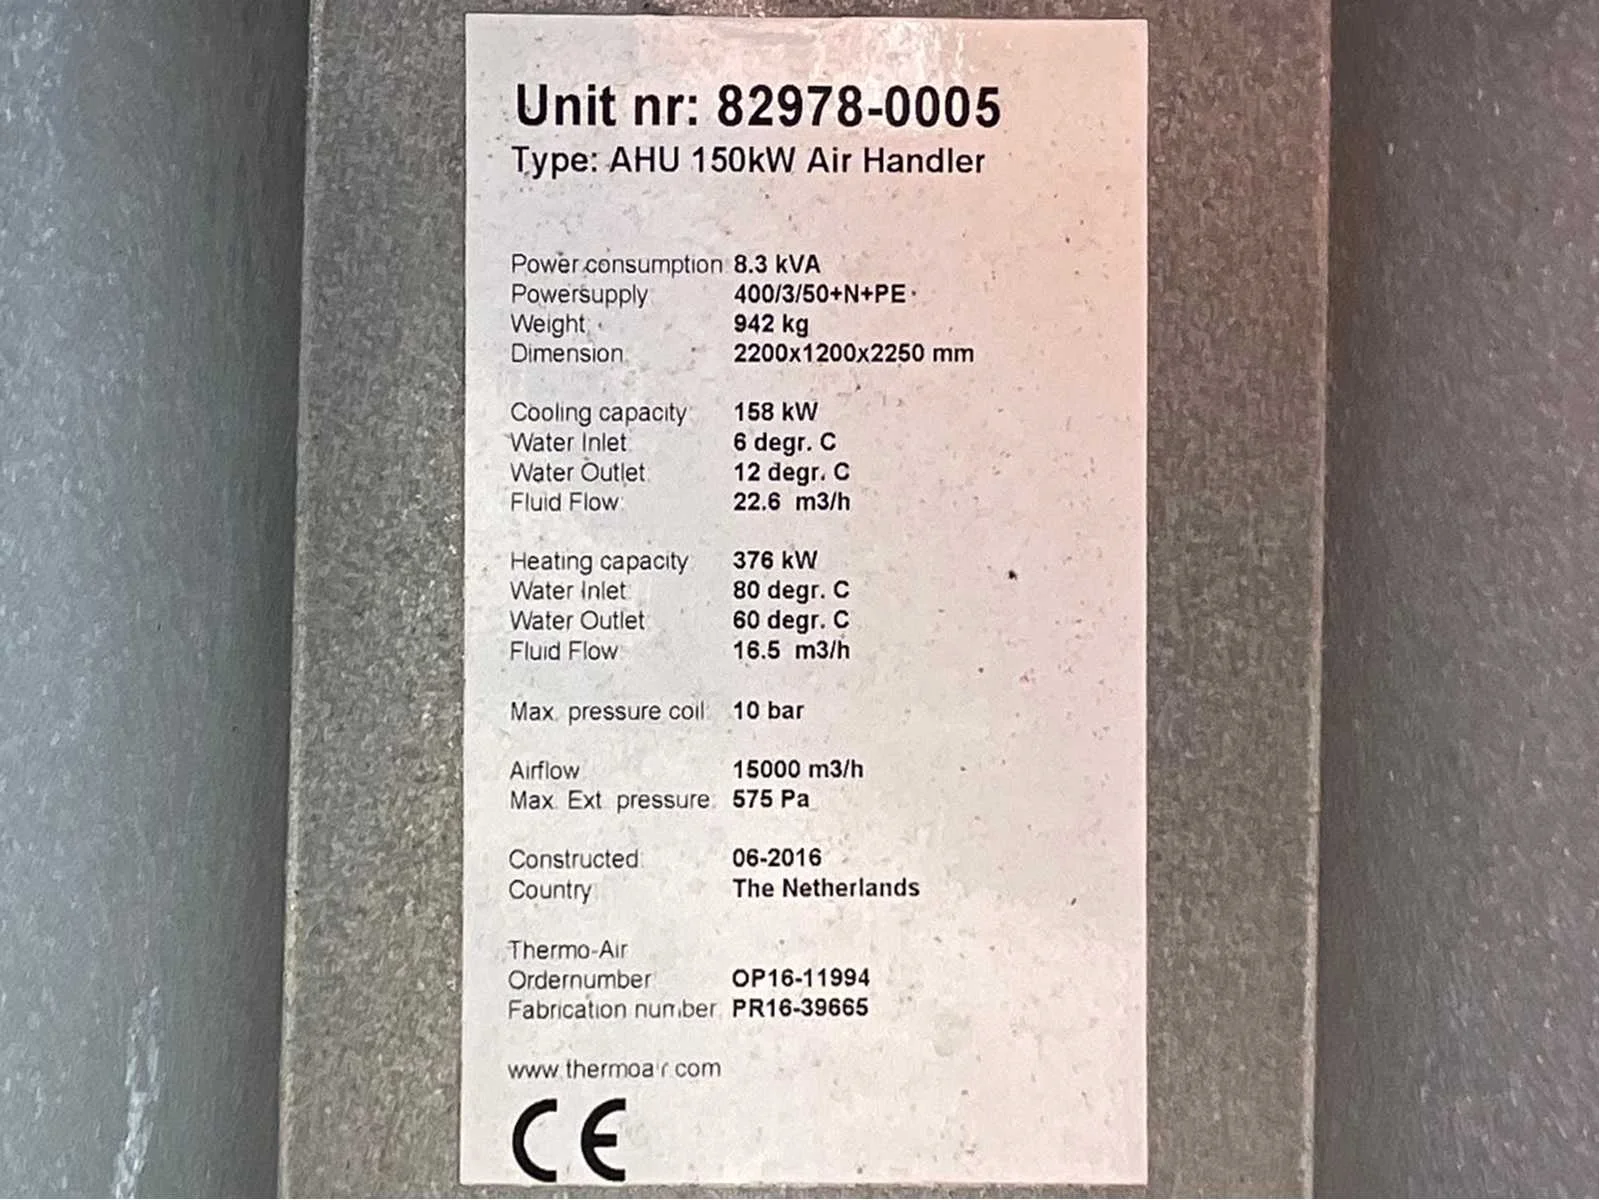 Unit nr: 82978-0005
Type: AHU 150kW Air Handler
Power consumption 8.3 kVA
Powersupply 400/3/50+N+PE
Weight 942 kg
Dimension 2200x1200x2250 mm
Cooling capacity 158 kW
Water Inlet 6 degr. C
Water Outlet 12 degr. C
Fluid Flow 22.6 m3/h
Heating capacity 376 kW
Water Inlet 80 degr. C
Water Outlet 60 degr. C
Fluid Flow 16.5 m3/h
Max. pressure coil 10 bar
Airflow 15000 m3/h
Max. Ext. pressure 575 Pa
Constructed 06-2016
Country The Netherlands
Thermo-Air
Ordernumber OP16-11994
Fabrication number PR16-39665
www.thermoair.com
CE